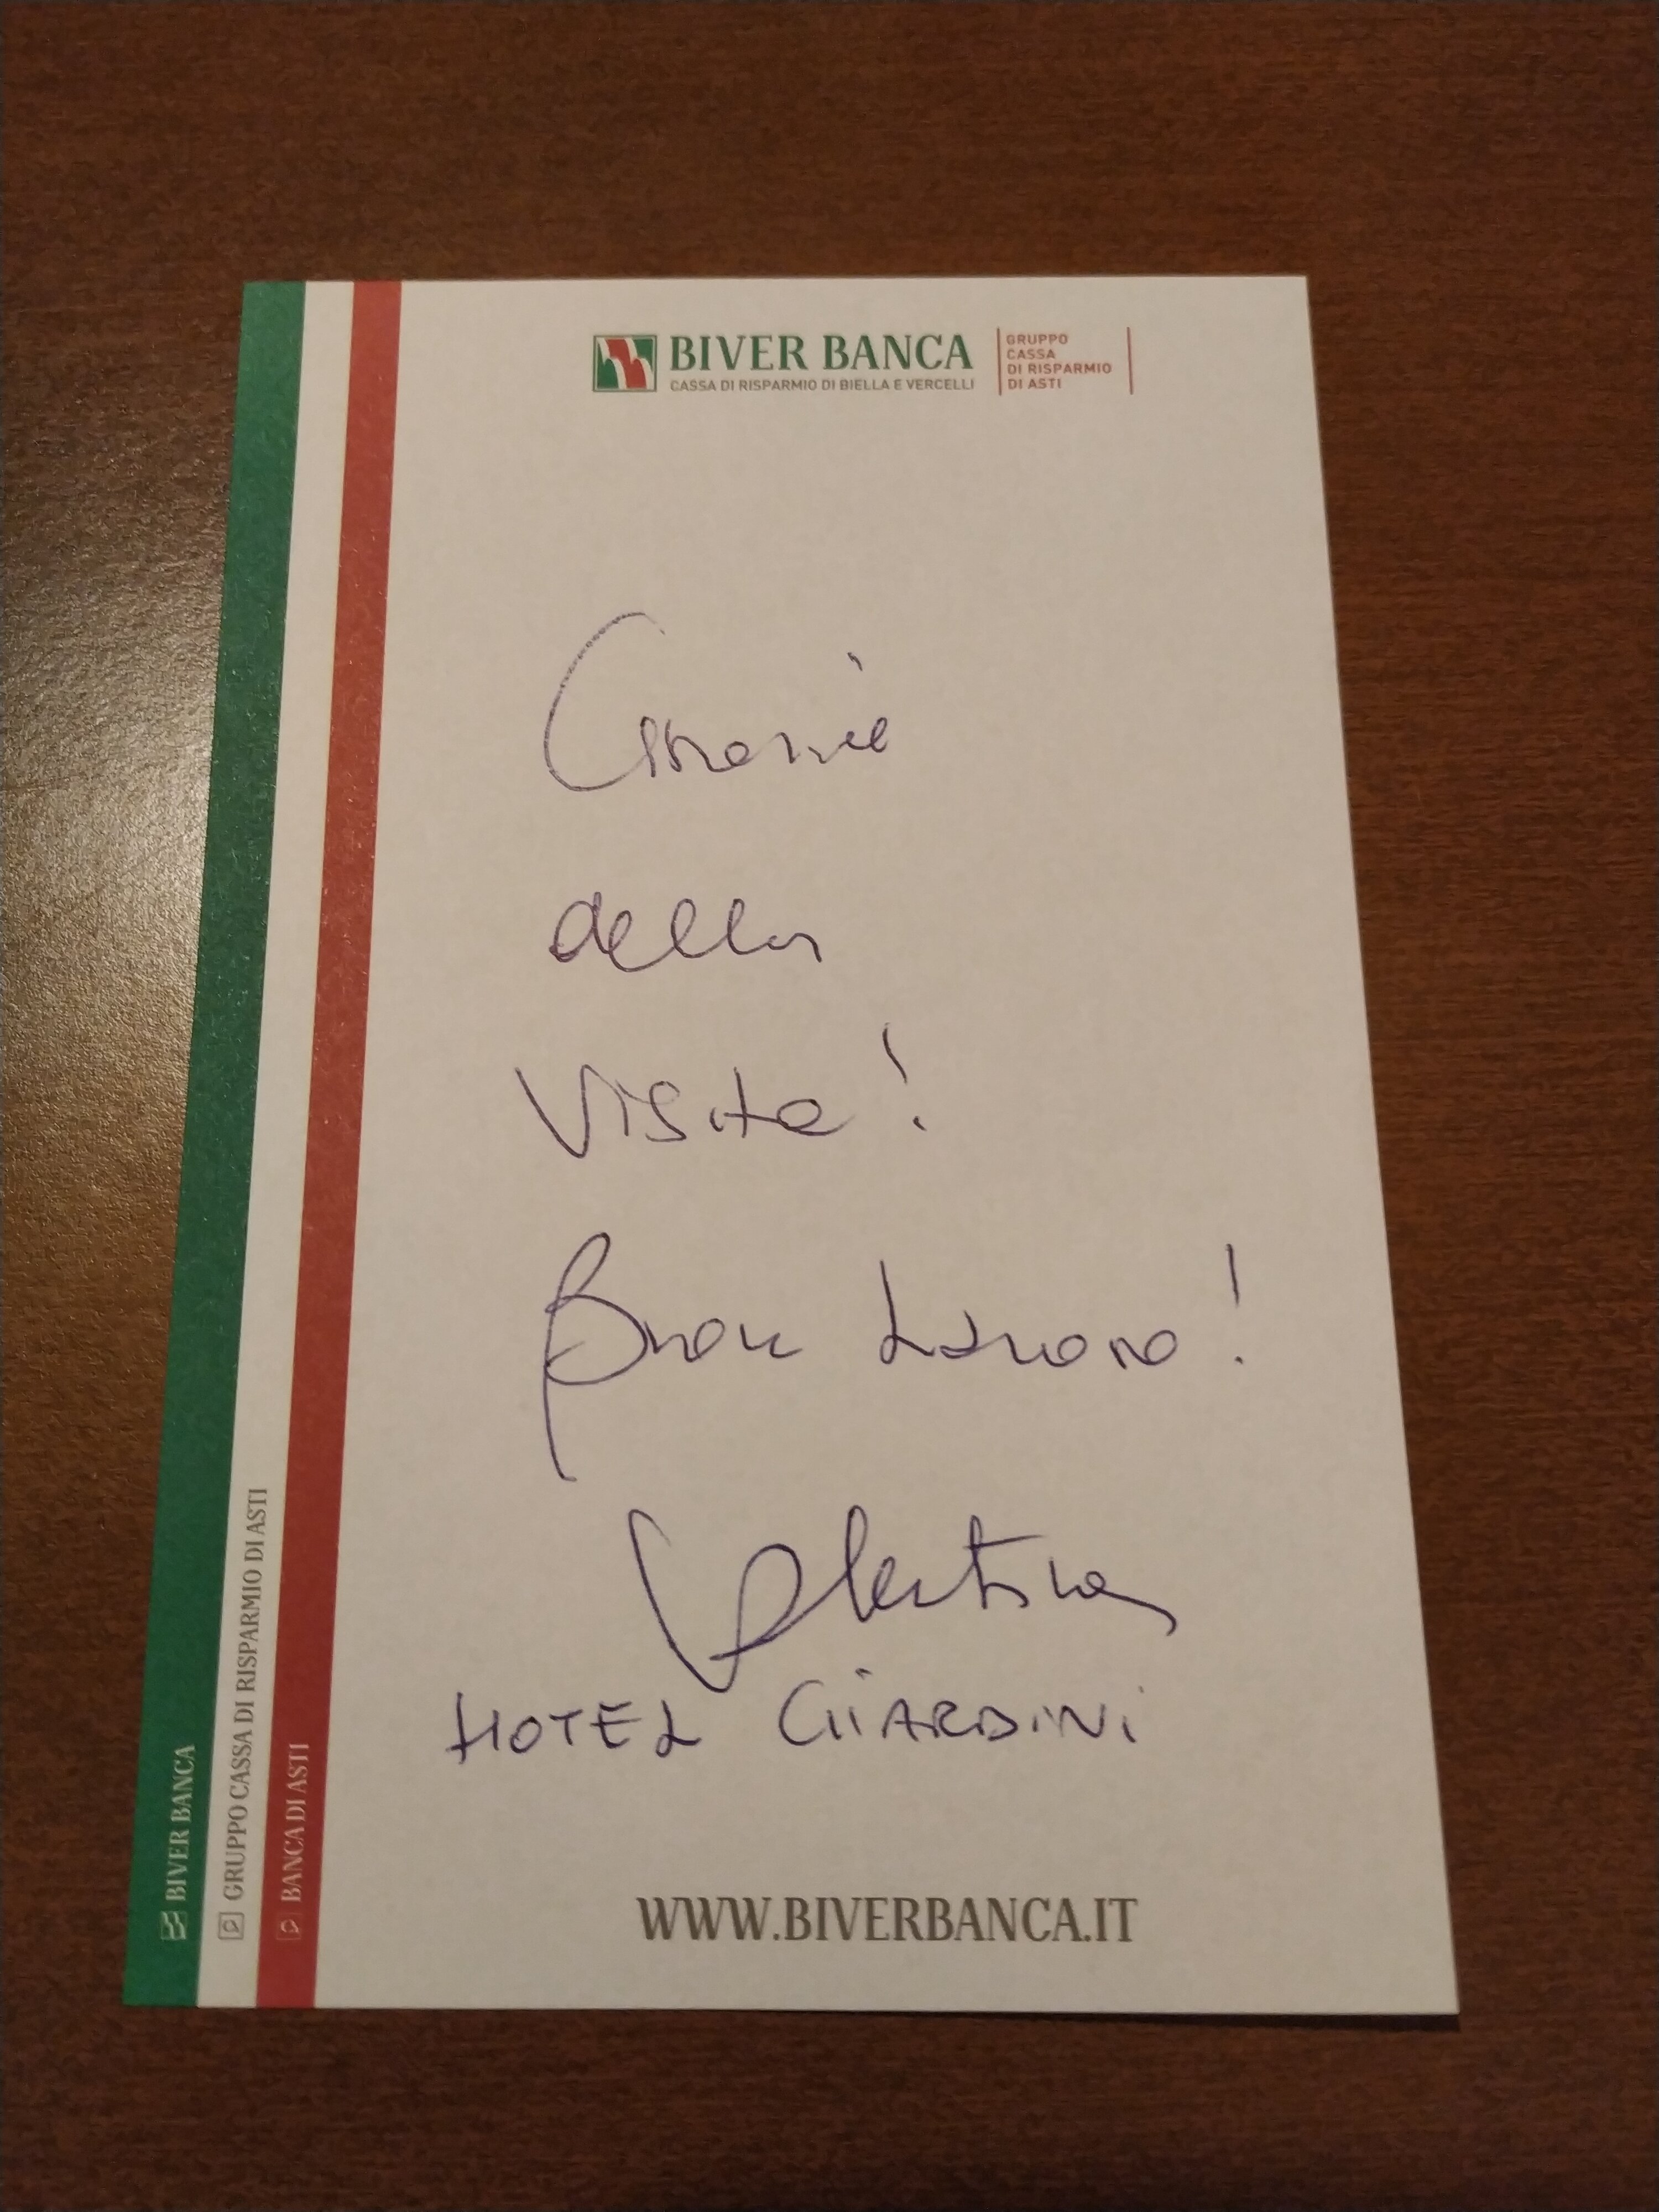 BIVER BANCA
CASSA DI RISPARMIO DI BIELLA E VERCELLI
GRUPPO
CASSA
DI RISPARMIO
DI ASTI
Grazie
della
Visita!
Buon Lavoro!
Valentina
HOTEL GIARDINI
WWW.BIVERBANCA.IT
BIVER BANCA
GRUPPO CASSA DI RISPARMIO DI ASTI
BANCA DI ASTI